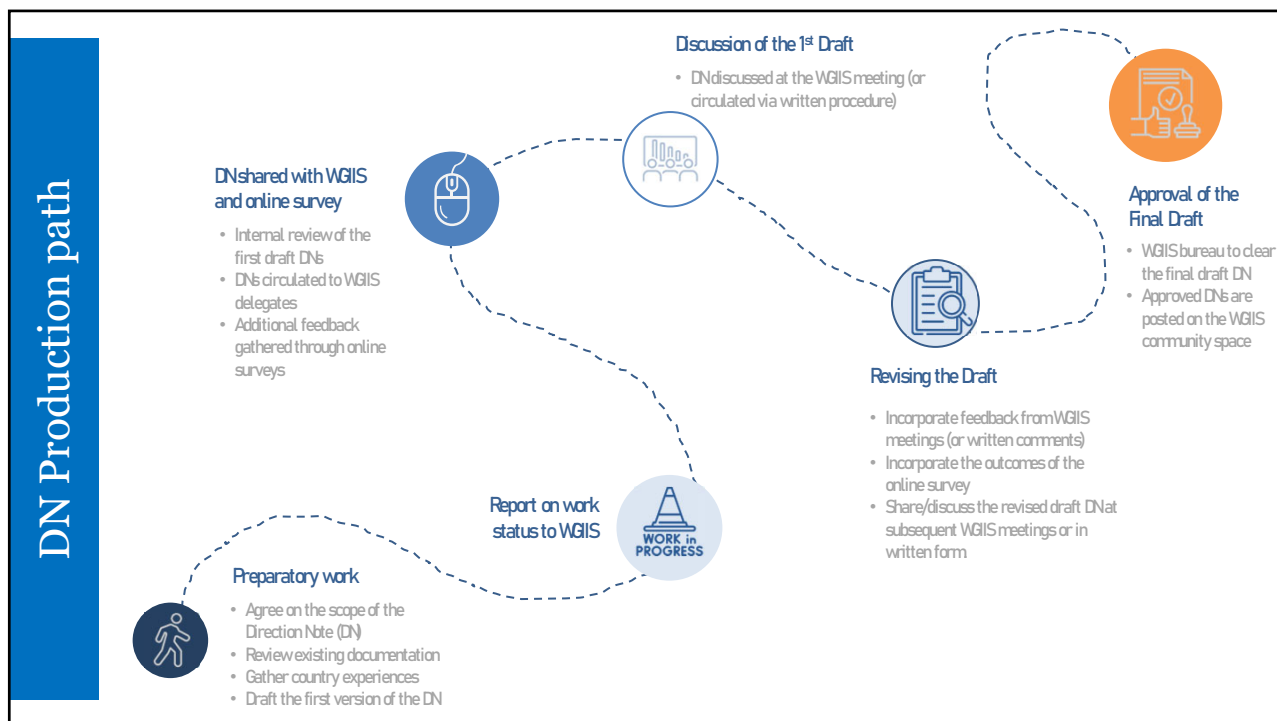 DN Production path
Discussion of the 1st Draft
• DN discussed at the WGIIS meeting (or
circulated via written procedure)
DN shared with WGIIS
and online survey
• Internal review of the
first draft DNs
• DNs circulated to WGIIS
delegates
• Additional feedback
gathered through online
surveys
Approval of the
Final Draft
• WGIIS bureau to clear
the final draft DN
• Approved DNs are
posted on the WGIIS
community space
Revising the Draft
• Incorporate feedback from WGIIS
meetings (or written comments)
• Incorporate the outcomes of the
online survey
• Share/discuss the revised draft DN at
subsequent WGIIS meetings or in
written form
Report on work
status to WGIIS
WORK in
PROGRESS
Preparatory work
• Agree on the scope of the
Direction Note (DN)
• Review existing documentation
• Gather country experiences
• Draft the first version of the DN